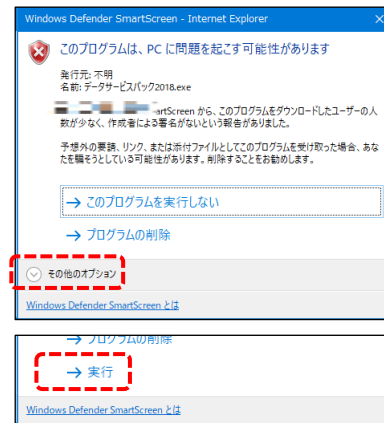 Windows Defender SmartScreen - Internet Explorer
このプログラムは、PC に問題を起こす可能性があります
発行元: 不明
名前: データサービスパック2018.exe
artScreen から、このプログラムをダウンロードしたユーザーの人
数が少なく、作成者による署名がないという報告がありました。
予想外の要請、リンク、または添付ファイルとしてこのプログラムを受け取った場合、あな
たを騙そうとしている可能性があります。削除することをお勧めします。
→ このプログラムを実行しない
→ プログラムの削除
その他のオプション
Windows Defender SmartScreen とは
→ プログラムの削除
→ 実行
Windows Defender SmartScreen とは